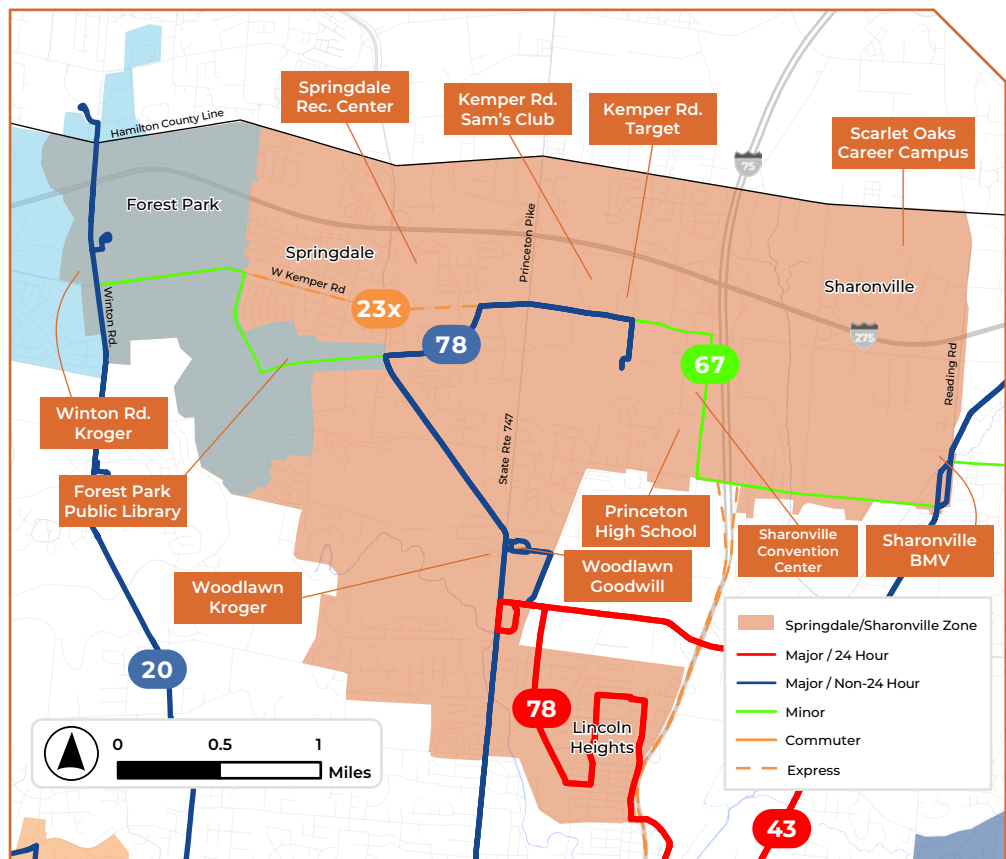 Hamilton County Line
Springdale
Rec. Center
Kemper Rd.
Sam's Club
Kemper Rd.
Target
Scarlet Oaks
Career Campus
75
Forest Park
Springdale
W Kemper Rd
Princeton Pike
Sharonville
Winton Rd.
23x
78
67
275
Reading Rd
Winton Rd.
Kroger
State Rte 747
Forest Park
Public Library
Princeton
High School
Sharonville
Convention
Center
Sharonville
BMV
Woodlawn
Kroger
Woodlawn
Goodwill
20
78
Lincoln
Heights
43
Springdale/Sharonville Zone
Major / 24 Hour
Major / Non-24 Hour
Minor
Commuter
Express
0 0.5 1
Miles